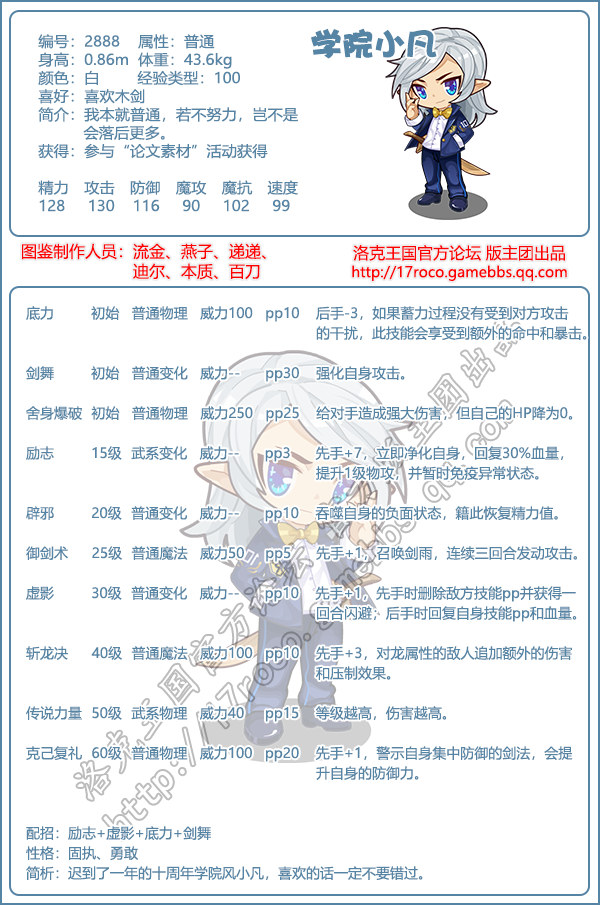 学院小凡
编号：2888 属性：普通
身高：0.86m 体重：43.6kg
颜色：白 经验类型：100
喜好：喜欢木剑
简介：我本就普通，若不努力，岂不是
会落后更多。
获得：参与“论文素材”活动获得
精力 攻击 防御 魔攻 魔抗 速度
128 130 116 90 102 99
图鉴制作人员：流金、燕子、递递、
迪尔、本质、百刀
洛克王国官方论坛 版主团出品
http://17roco.gamebbs.qq.com
底力 初始 普通物理 威力100 pp10 后手-3，如果蓄力过程没有受到对方攻击
的干扰，此技能会享受到额外的命中和暴击。
剑舞 初始 普通变化 威力-- pp30 强化自身攻击。
舍身爆破 初始 普通物理 威力250 pp25 给对手造成强大伤害，但自己的HP降为0。
励志 15级 武系变化 威力-- pp3 先手+7，立即净化自身，回复30%血量，
提升1级物攻，并暂时免疫异常状态。
辟邪 20级 普通变化 威力-- pp10 吞噬自身的负面状态，籍此恢复精力值。
御剑术 25级 普通魔法 威力50 pp5 先手+1，召唤剑雨，连续三回合发动攻击。
虚影 30级 普通变化 威力-- pp10 先手+1，先手时删除敌方技能pp并获得一
回合闪避；后手时回复自身技能pp和血量。
斩龙决 40级 普通魔法 威力100 pp10 先手+3，对龙属性的敌人追加额外的伤害
和压制效果。
传说力量 50级 武系物理 威力40 pp15 等级越高，伤害越高。
克己复礼 60级 普通物理 威力100 pp20 先手+1，警示自身集中防御的剑法，会提
升自身的防御力。
配招：励志+虚影+底力+剑舞
性格：固执、勇敢
简析：迟到了一年的十周年学院风小凡，喜欢的话一定不要错过。
洛克王国官方论坛版主团出品
http://17roco.gamebbs.qq.com